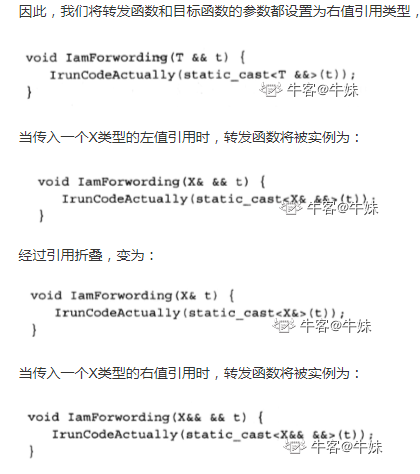 因此，我们将转发函数和目标函数的参数都设置为右值引用类型，
void IamForwording(T && t) {
IrunCodeActually(static_cast<T &&>(t));
}
牛客@牛妹
当传入一个X类型的左值引用时，转发函数将被实例为：
void IamForwording(X& && t) {
IrunCodeActually(static_cast<X& &&>(t));
}
牛客@牛妹
经过引用折叠，变为：
void IamForwording(X& t) {
IrunCodeActually(static_cast<X&>(t));
}
牛客@牛妹
当传入一个X类型的右值引用时，转发函数将被实例为：
void IamForwording(X&& && t) {
IrunCodeActually(static_cast<X&& &&>(t));
}
牛客@牛妹